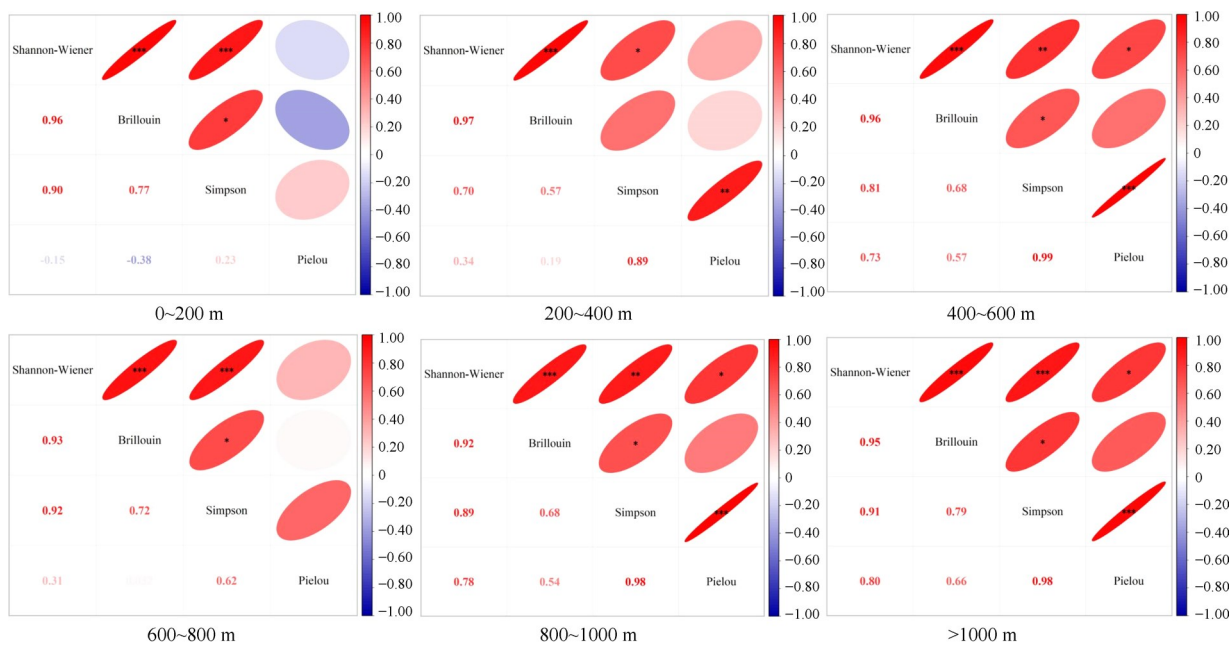 Shannon-Wiener *** ***
0.96 Brillouin *
0.90 0.77 Simpson
-0.15 -0.38 0.23 Pielou
1.00
0.80
0.60
0.40
0.20
0
−0.20
−0.40
−0.60
−0.80
−1.00
0~200 m
Shannon-Wiener *** *
0.97 Brillouin
0.70 0.57 Simpson **
0.34 0.19 0.89 Pielou
1.00
0.80
0.60
0.40
0.20
0
−0.20
−0.40
−0.60
−0.80
−1.00
200~400 m
Shannon-Wiener *** ** *
0.96 Brillouin *
0.81 0.68 Simpson ***
0.73 0.57 0.99 Pielou
1.00
0.80
0.60
0.40
0.20
0
−0.20
−0.40
−0.60
−0.80
−1.00
400~600 m
Shannon-Wiener *** ***
0.93 Brillouin *
0.92 0.72 Simpson
0.31 0.62 Pielou
1.00
0.80
0.60
0.40
0.20
0
−0.20
−0.40
−0.60
−0.80
−1.00
600~800 m
Shannon-Wiener *** ** *
0.92 Brillouin *
0.89 0.68 Simpson ***
0.78 0.54 0.98 Pielou
1.00
0.80
0.60
0.40
0.20
0
−0.20
−0.40
−0.60
−0.80
−1.00
800~1000 m
Shannon-Wiener *** *** *
0.95 Brillouin *
0.91 0.79 Simpson ***
0.80 0.66 0.98 Pielou
1.00
0.80
0.60
0.40
0.20
0
−0.20
−0.40
−0.60
−0.80
−1.00
>1000 m